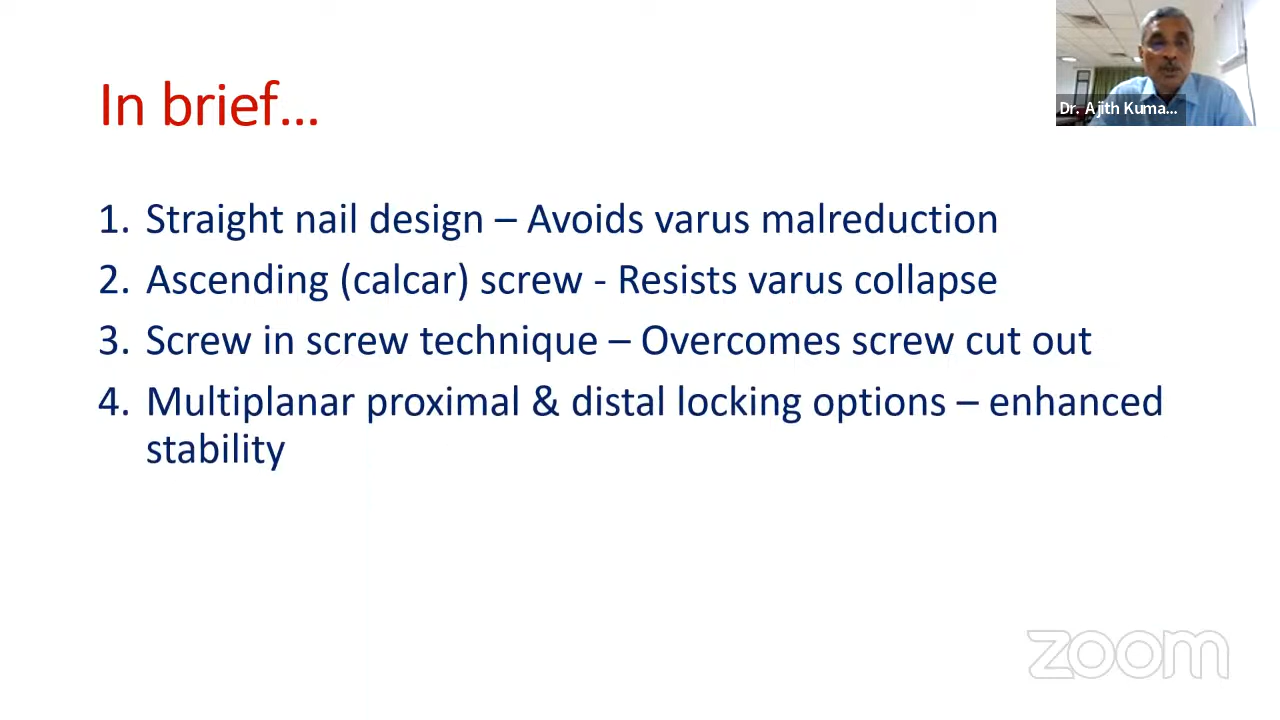 In brief...
Dr. Ajith Kuma...
1. Straight nail design – Avoids varus malreduction
2. Ascending (calcar) screw - Resists varus collapse
3. Screw in screw technique – Overcomes screw cut out
4. Multiplanar proximal & distal locking options – enhanced
stability
zoom